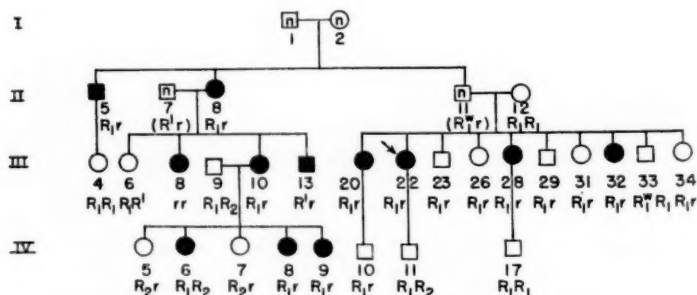 I
n n
1 2
II
n n
5 7 8 11 12
R₁r (R'r) R₁r (R₁ʷr) R₁R₁
III
4 6 8 9 10 13 20 22 23 26 28 29 31 32 33 34
R₁R₁ R₁R' rr R₁R₂ R₁r R'r R₁r R₁r R₁r R₁r R₁r R₁r R₁r R₁r R₁ʷR₁ R₁r
IV
5 6 7 8 9 10 11 17
R₂r R₁R₂ R₂r R₁r R₁r R₁r R₁R₂ R₁R₁